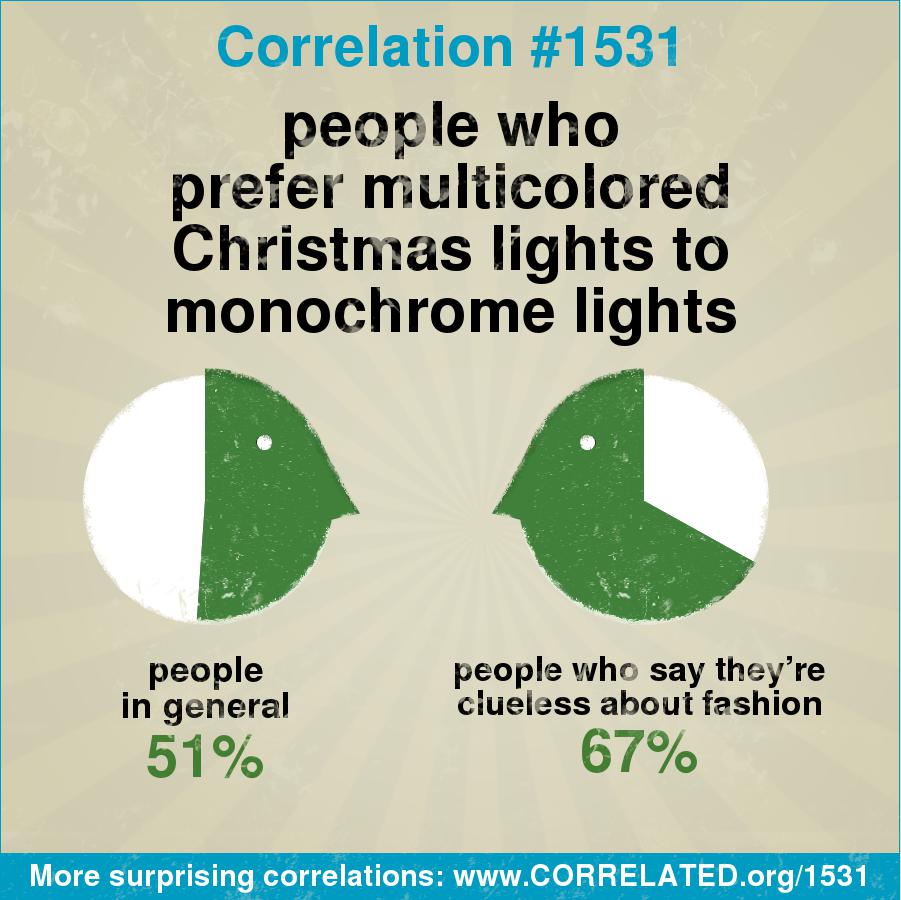 Correlation #1531
people who
prefer multicolored
Christmas lights to
monochrome lights
people
in general
51%
people who say they’re
clueless about fashion
67%
More surprising correlations: www.CORRELATED.org/1531